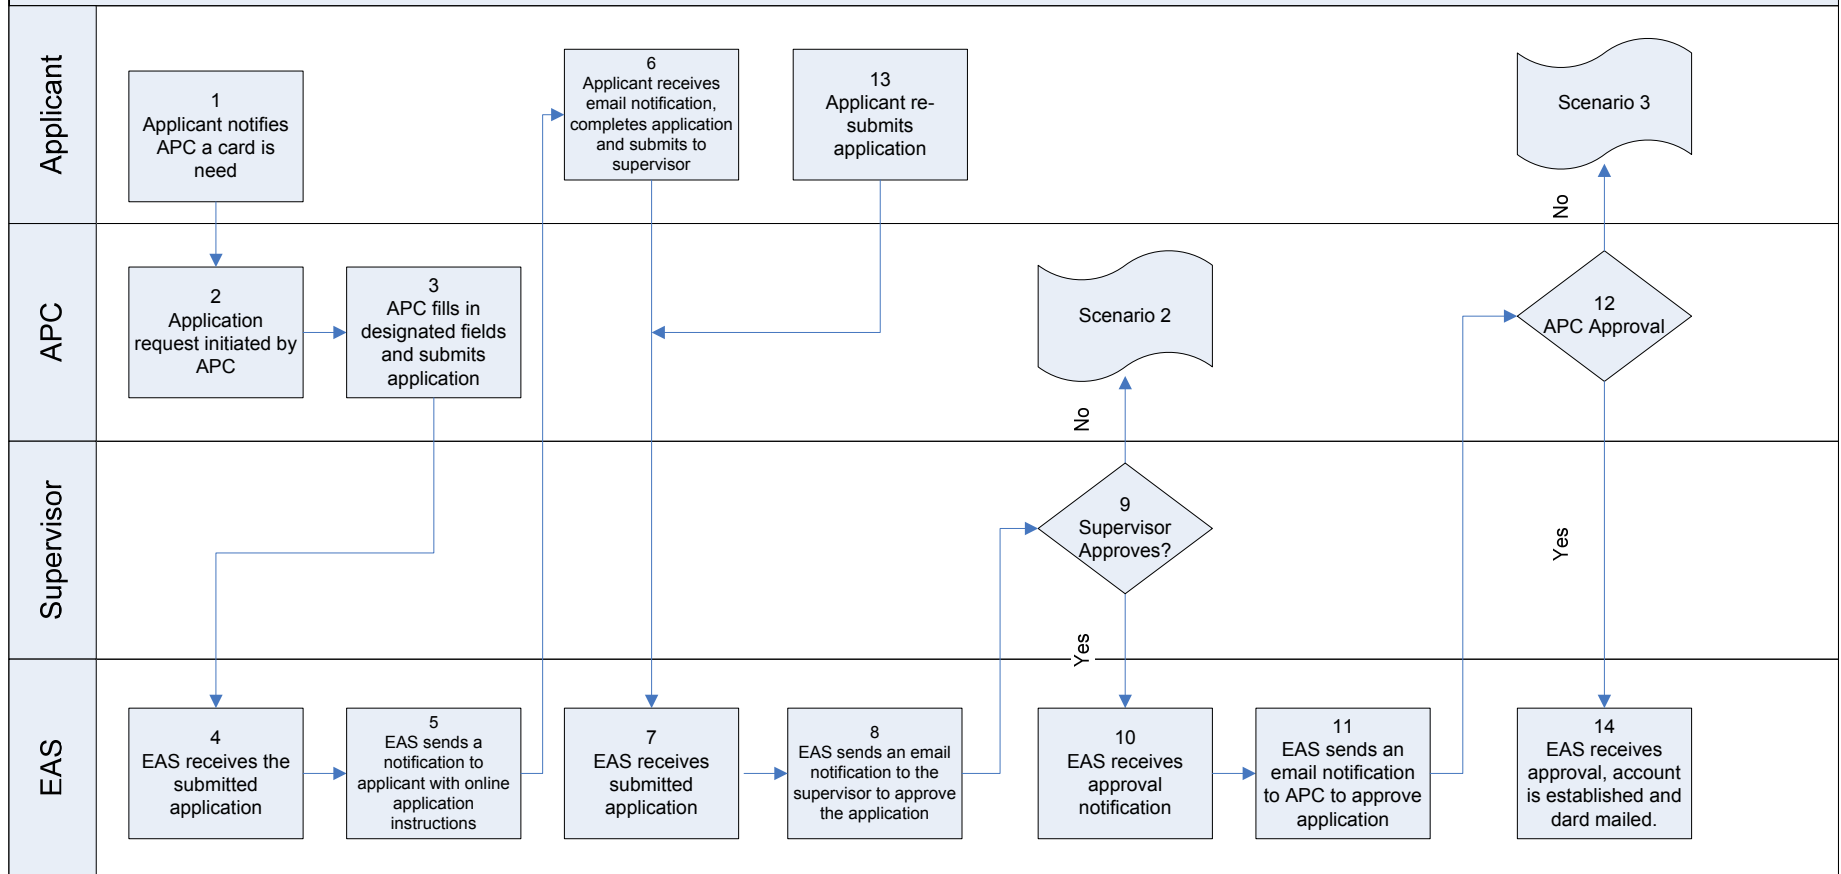 Applicant
1
Applicant notifies
APC a card is
need
6
Applicant receives
email notification,
completes application
and submits to
supervisor
13
Applicant re-
submits
application
Scenario 3
No
APC
2
Application
request initiated by
APC
3
APC fills in
designated fields
and submits
application
Scenario 2
No
12
APC Approval
Supervisor
9
Supervisor
Approves?
Yes
Yes
EAS
4
EAS receives the
submitted
application
5
EAS sends a
notification to
applicant with online
application
instructions
7
EAS receives
submitted
application
8
EAS sends an email
notification to the
supervisor to approve
the application
10
EAS receives
approval
notification
11
EAS sends an
email notification
to APC to approve
application
14
EAS receives
approval, account
is established and
dard mailed.